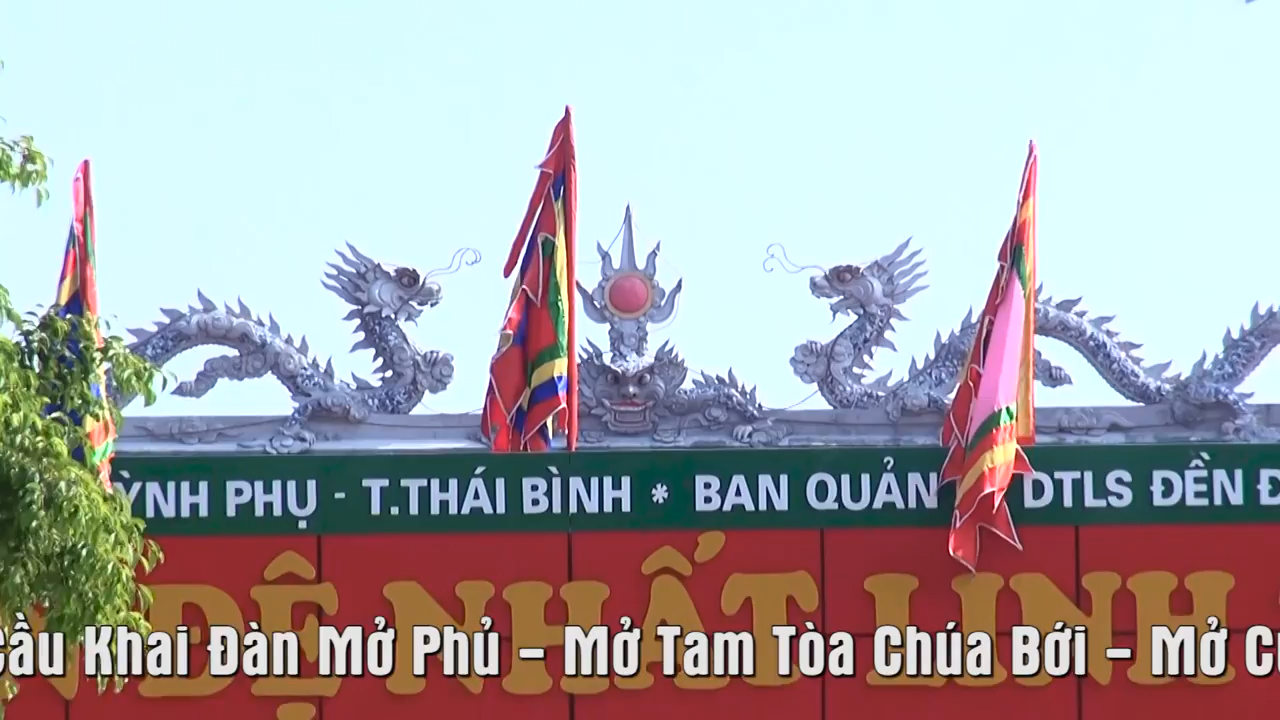 ỲNH PHỤ - T.THÁI BÌNH * BAN QUẢN DTLS ĐỀN Đ
ĐỆ NHẤT LINH
Cầu Khai Đàn Mở Phủ – Mở Tam Tòa Chúa Bới – Mở C